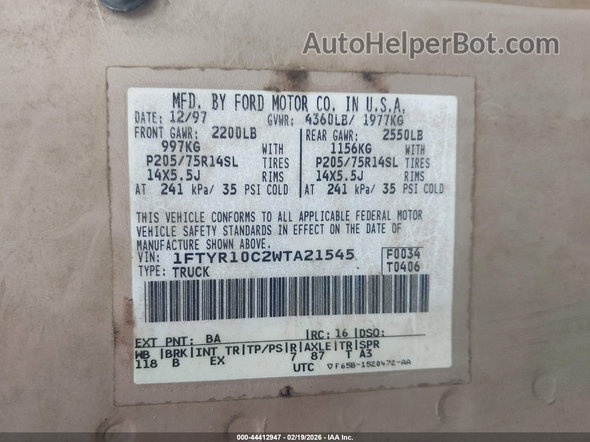 AutoHelperBot.com
MFD. BY FORD MOTOR CO. IN U.S.A.
DATE: 12/97 GVWR: 4360LB/ 1977KG
FRONT GAWR: 2200LB REAR GAWR: 2550LB
997KG WITH 1156KG WITH
P205/75R14SL TIRES P205/75R14SL TIRES
14X5.5J RIMS 14X5.5J RIMS
AT 241 kPa/ 35 PSI COLD AT 241 kPa/ 35 PSI COLD
THIS VEHICLE CONFORMS TO ALL APPLICABLE FEDERAL MOTOR
VEHICLE SAFETY STANDARDS IN EFFECT ON THE DATE OF
MANUFACTURE SHOWN ABOVE.
VIN: 1FTYR10C2WTA21545 F0034
TYPE: TRUCK T0406
EXT PNT: BA |RC: 16 |DSO:
WB |BRK|INT TR|TP/PS|R|AXLE|TR|SPR
118 B EX 7 87 T A3
UTC ▽F65B-1520472-AA
000-44412947 - 02/19/2026 - IAA Inc.